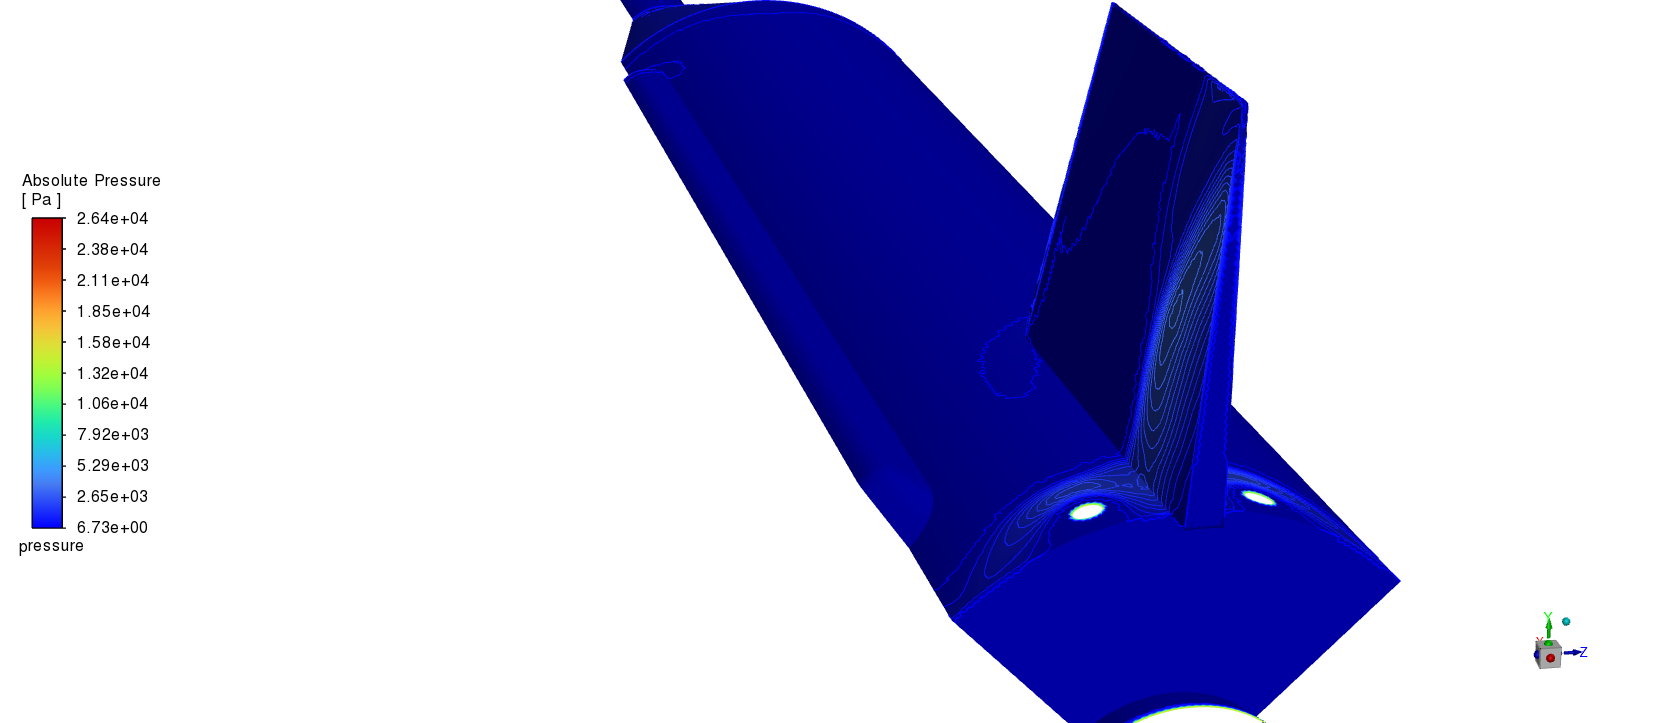 Absolute Pressure
[ Pa ]
2.64e+04
2.38e+04
2.11e+04
1.85e+04
1.58e+04
1.32e+04
1.06e+04
7.92e+03
5.29e+03
2.65e+03
6.73e+00
pressure
Y
Z